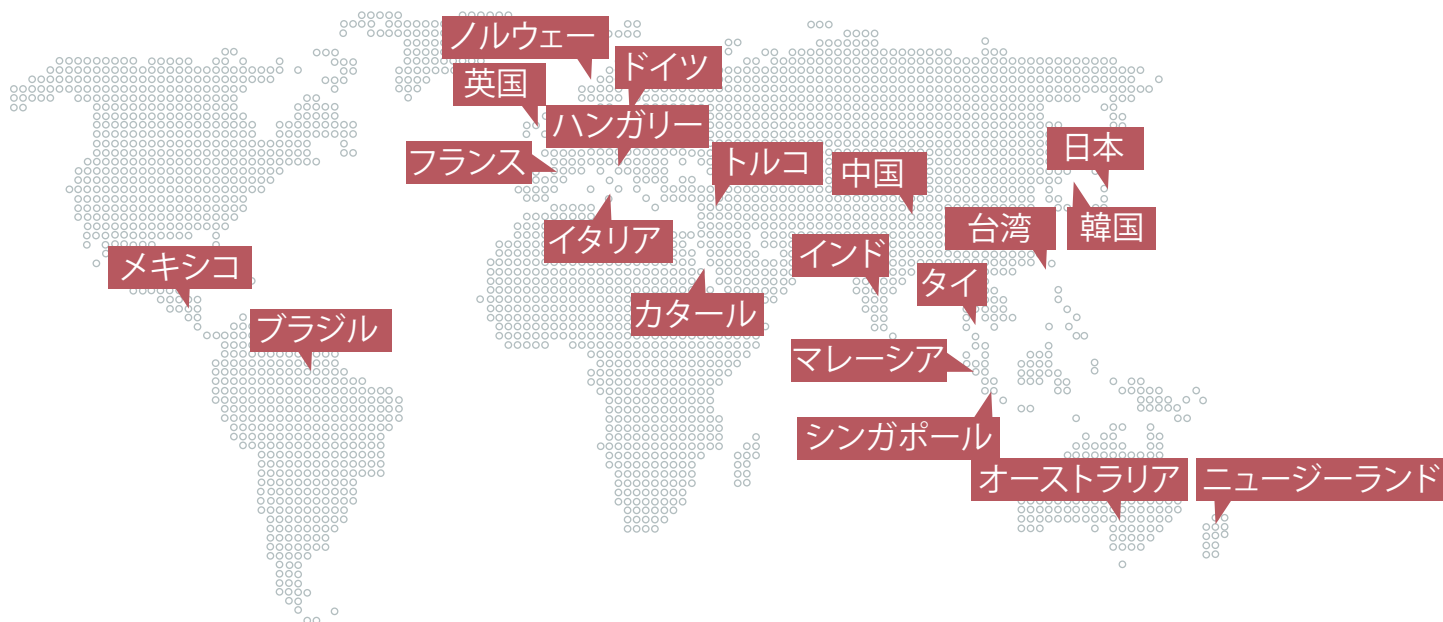 ノルウェー
ドイツ
英国
ハンガリー
フランス
トルコ
中国
日本
イタリア
台湾
韓国
メキシコ
インド
タイ
カタール
ブラジル
マレーシア
シンガポール
オーストラリア
ニュージーランド